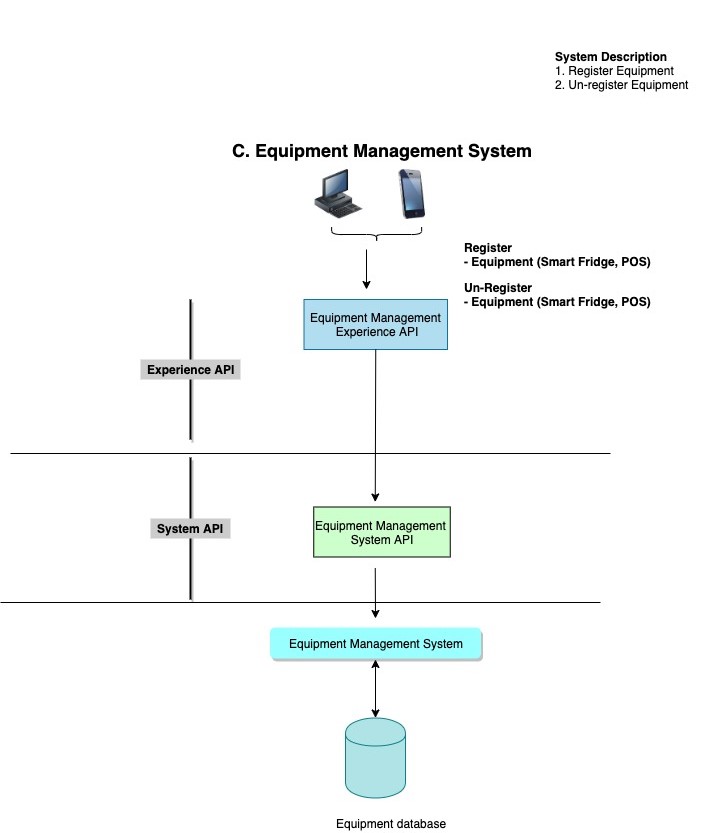 System Description
1. Register Equipment
2. Un-register Equipment
C. Equipment Management System
Register
- Equipment (Smart Fridge, POS)
Un-Register
- Equipment (Smart Fridge, POS)
Equipment Management
Experience API
Experience API
Equipment Management
System API
System API
Equipment Management System
Equipment database